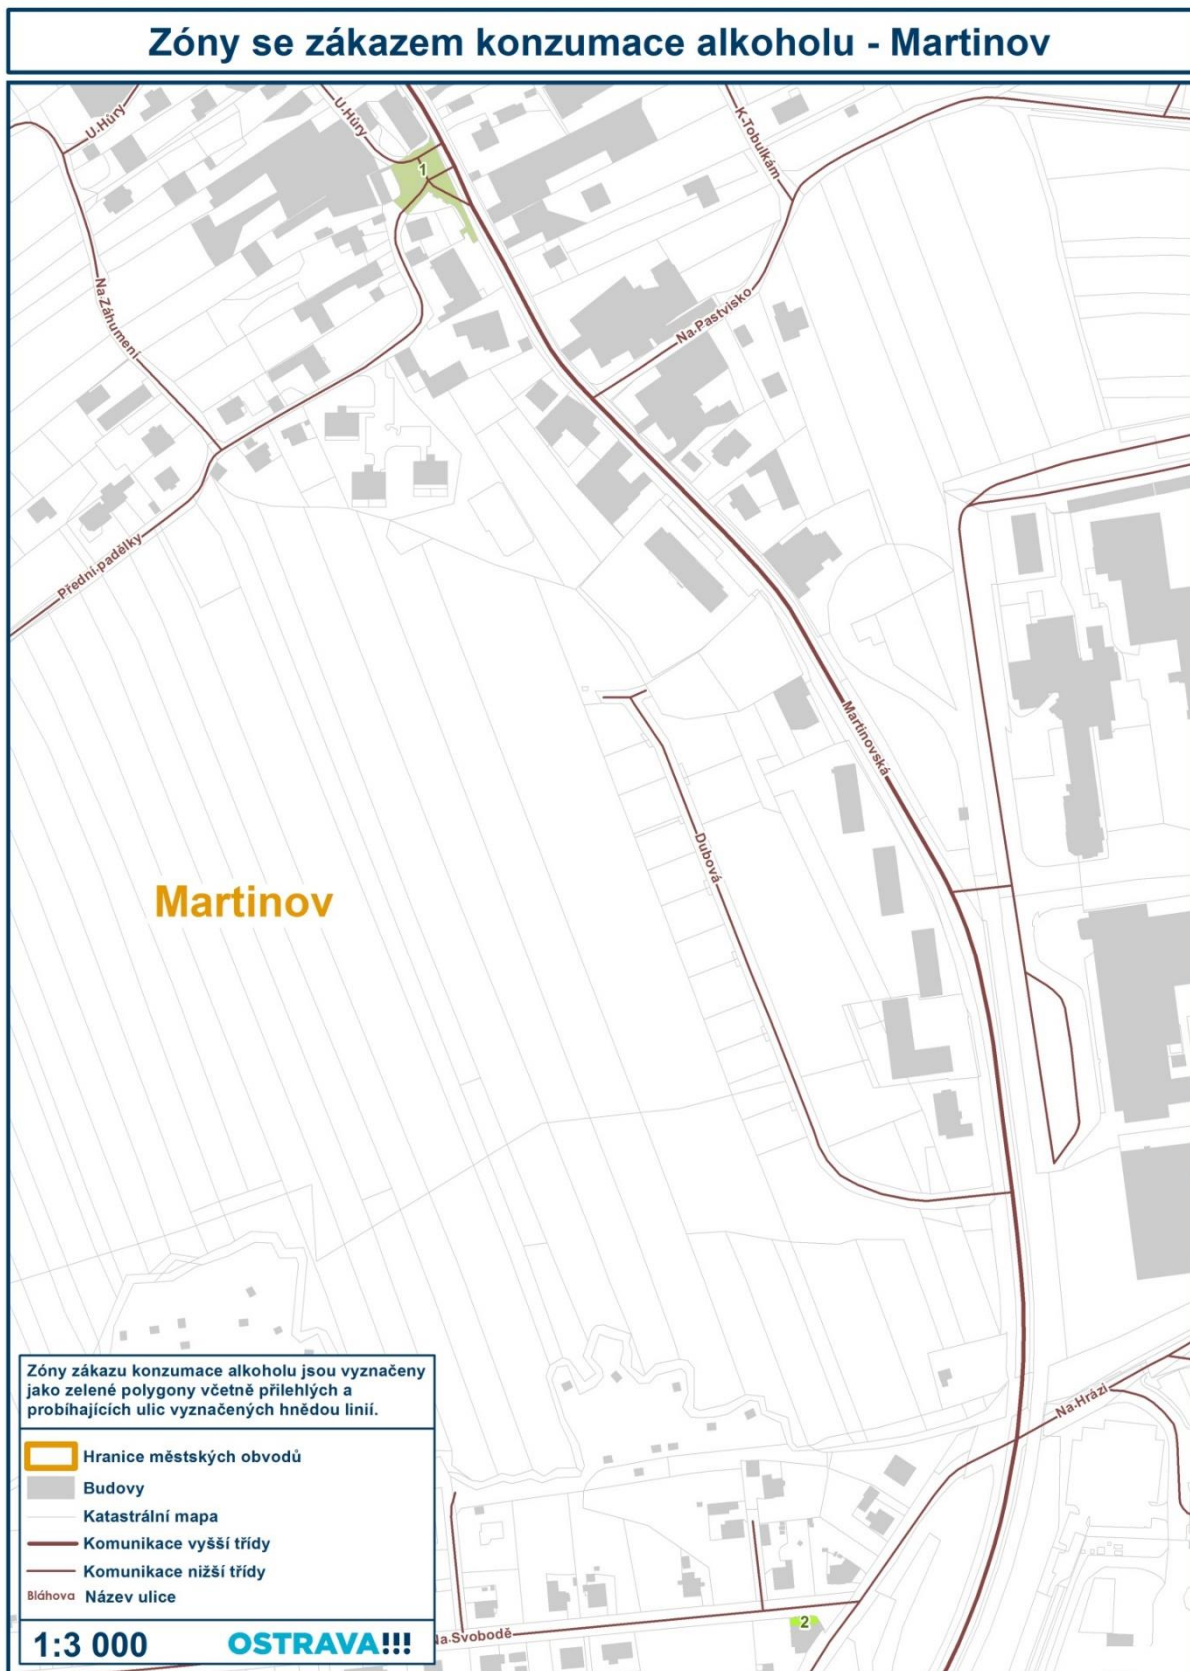 Zóny se zákazem konzumace alkoholu - Martinov
U Hůry
U Hůry
K Tobulkám
1
Na Záhumení
Na Pastvisko
Přední padělky
Martinovská
Dubová
Martinov
Zóny zákazu konzumace alkoholu jsou vyznačeny
jako zelené polygony včetně přilehlých a
probíhajících ulic vyznačených hnědou linií.
Hranice městských obvodů
Budovy
Katastrální mapa
Komunikace vyšší třídy
Komunikace nižší třídy
Bláhova Název ulice
1:3 000 OSTRAVA!!!
Na Hrázi
Na Svobodě
2